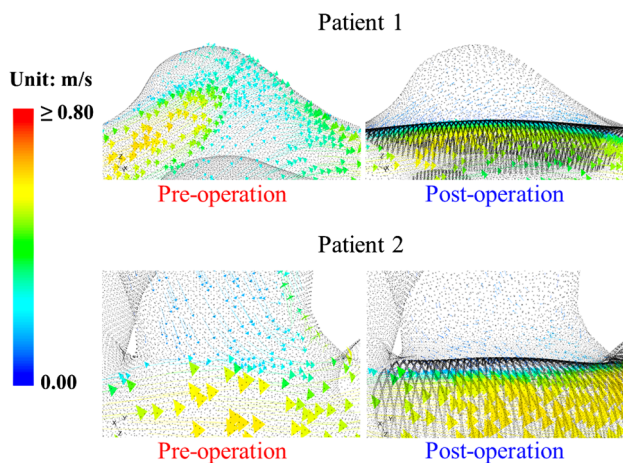 Patient 1
Unit: m/s
≥ 0.80
Pre-operation
Post-operation
Patient 2
0.00
Pre-operation
Post-operation